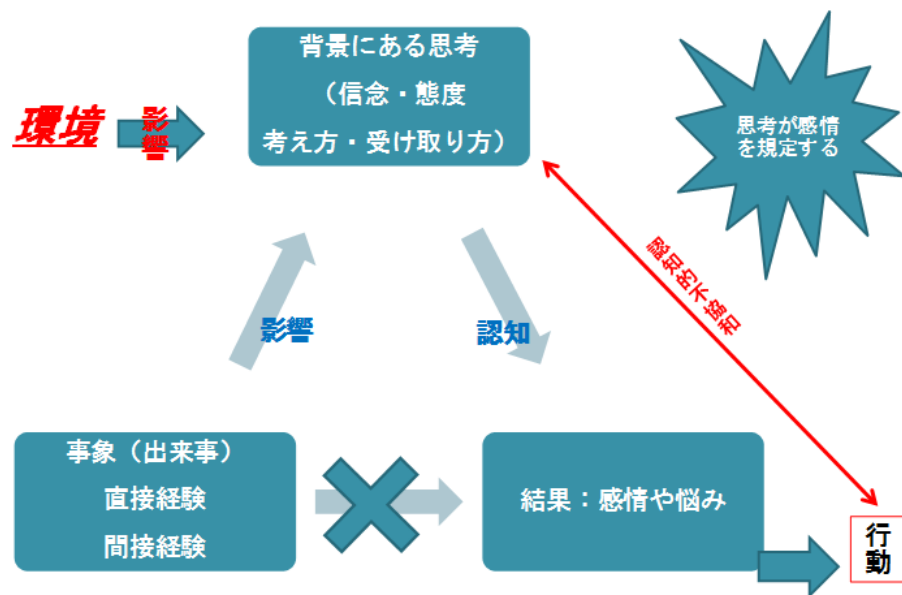 背景にある思考
（信念・態度
考え方・受け取り方）
環境
影響
思考が感情
を規定する
認知的不協和
影響
認知
事象（出来事）
直接経験
間接経験
結果：感情や悩み
行動